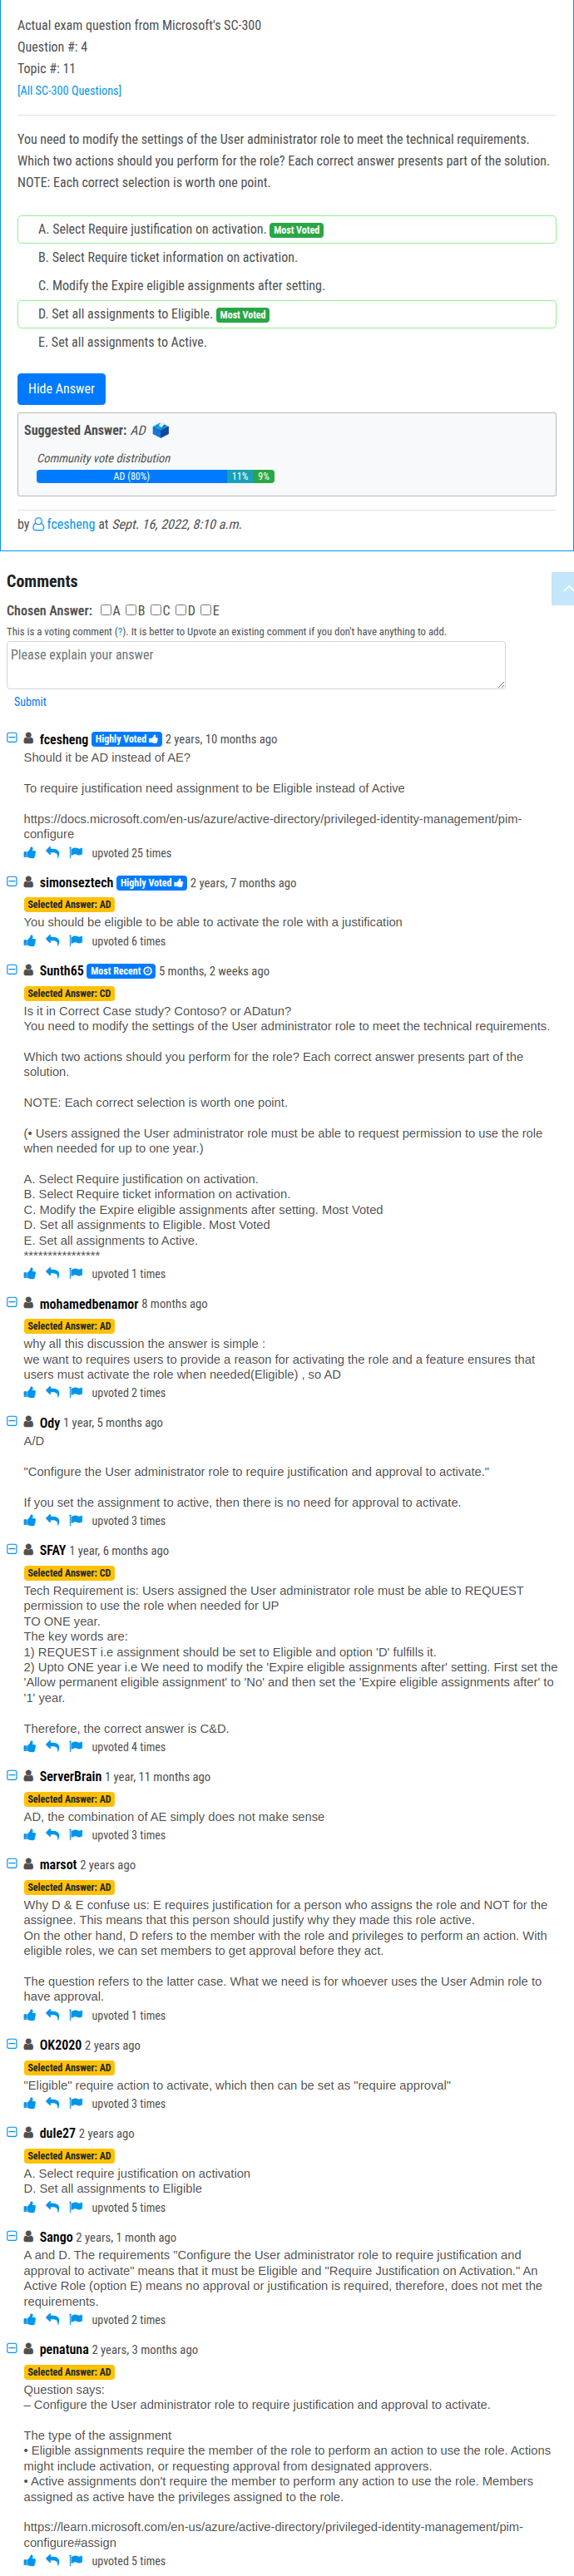 Actual exam question from Microsoft's SC-300
Question #: 4
Topic #: 11
[All SC-300 Questions]
You need to modify the settings of the User administrator role to meet the technical requirements.
Which two actions should you perform for the role? Each correct answer presents part of the solution.
NOTE: Each correct selection is worth one point.
A. Select Require justification on activation. Most Voted
B. Select Require ticket information on activation.
C. Modify the Expire eligible assignments after setting.
D. Set all assignments to Eligible. Most Voted
E. Set all assignments to Active.
Hide Answer
Suggested Answer: AD
Community vote distribution
AD (80%) 11% 9%
by fcesheng at Sept. 16, 2022, 8:10 a.m.
Comments
Chosen Answer: A B C D E
This is a voting comment (?). It is better to Upvote an existing comment if you don't have anything to add.
Please explain your answer
Submit
fcesheng Highly Voted 2 years, 10 months ago
Should it be AD instead of AE?
To require justification need assignment to be Eligible instead of Active
https://docs.microsoft.com/en-us/azure/active-directory/privileged-identity-management/pim-
configure
upvoted 25 times
simonseztech Highly Voted 2 years, 7 months ago
Selected Answer: AD
You should be eligible to be able to activate the role with a justification
upvoted 6 times
Sunth65 Most Recent 5 months, 2 weeks ago
Selected Answer: CD
Is it in Correct Case study? Contoso? or ADatun?
You need to modify the settings of the User administrator role to meet the technical requirements.
Which two actions should you perform for the role? Each correct answer presents part of the
solution.
NOTE: Each correct selection is worth one point.
(• Users assigned the User administrator role must be able to request permission to use the role
when needed for up to one year.)
A. Select Require justification on activation.
B. Select Require ticket information on activation.
C. Modify the Expire eligible assignments after setting. Most Voted
D. Set all assignments to Eligible. Most Voted
E. Set all assignments to Active.
****************
upvoted 1 times
mohamedbenamor 8 months ago
Selected Answer: AD
why all this discussion the answer is simple :
we want to requires users to provide a reason for activating the role and a feature ensures that
users must activate the role when needed(Eligible) , so AD
upvoted 2 times
Ody 1 year, 5 months ago
A/D
"Configure the User administrator role to require justification and approval to activate."
If you set the assignment to active, then there is no need for approval to activate.
upvoted 3 times
SFAY 1 year, 6 months ago
Selected Answer: CD
Tech Requirement is: Users assigned the User administrator role must be able to REQUEST
permission to use the role when needed for UP
TO ONE year.
The key words are:
1) REQUEST i.e assignment should be set to Eligible and option 'D' fulfills it.
2) Upto ONE year i.e We need to modify the 'Expire eligible assignments after' setting. First set the
'Allow permanent eligible assignment' to 'No' and then set the 'Expire eligible assignments after' to
'1' year.
Therefore, the correct answer is C&D.
upvoted 4 times
ServerBrain 1 year, 11 months ago
Selected Answer: AD
AD, the combination of AE simply does not make sense
upvoted 3 times
marsot 2 years ago
Selected Answer: AD
Why D & E confuse us: E requires justification for a person who assigns the role and NOT for the
assignee. This means that this person should justify why they made this role active.
On the other hand, D refers to the member with the role and privileges to perform an action. With
eligible roles, we can set members to get approval before they act.
The question refers to the latter case. What we need is for whoever uses the User Admin role to
have approval.
upvoted 1 times
OK2020 2 years ago
Selected Answer: AD
"Eligible" require action to activate, which then can be set as "require approval"
upvoted 3 times
dule27 2 years ago
Selected Answer: AD
A. Select require justification on activation
D. Set all assignments to Eligible
upvoted 5 times
Sango 2 years, 1 month ago
A and D. The requirements "Configure the User administrator role to require justification and
approval to activate" means that it must be Eligible and "Require Justification on Activation." An
Active Role (option E) means no approval or justification is required, therefore, does not met the
requirements.
upvoted 2 times
penatuna 2 years, 3 months ago
Selected Answer: AD
Question says:
– Configure the User administrator role to require justification and approval to activate.
The type of the assignment
• Eligible assignments require the member of the role to perform an action to use the role. Actions
might include activation, or requesting approval from designated approvers.
• Active assignments don't require the member to perform any action to use the role. Members
assigned as active have the privileges assigned to the role.
https://learn.microsoft.com/en-us/azure/active-directory/privileged-identity-management/pim-
configure#assign
upvoted 5 times